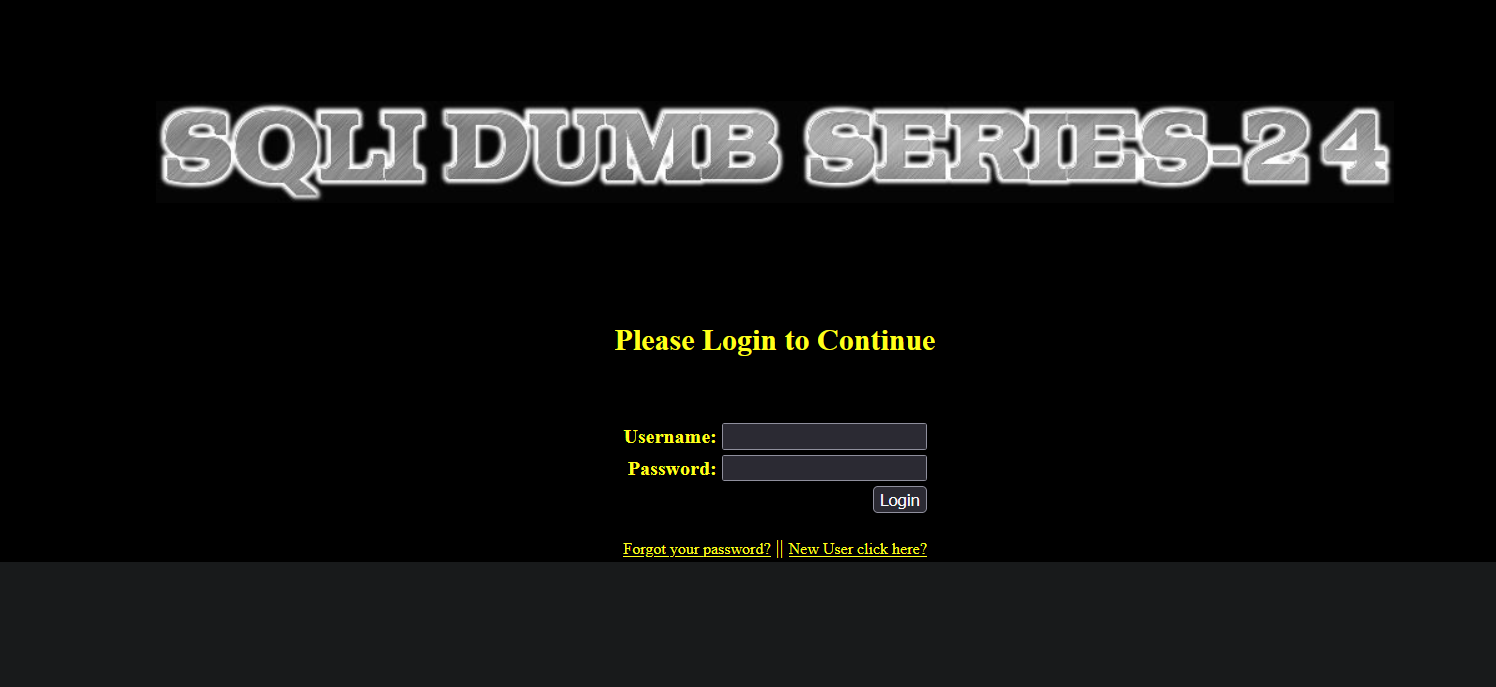 SQLI DUMB SERIES-24
Please Login to Continue
Username:
Password:
Login
Forgot your password? || New User click here?